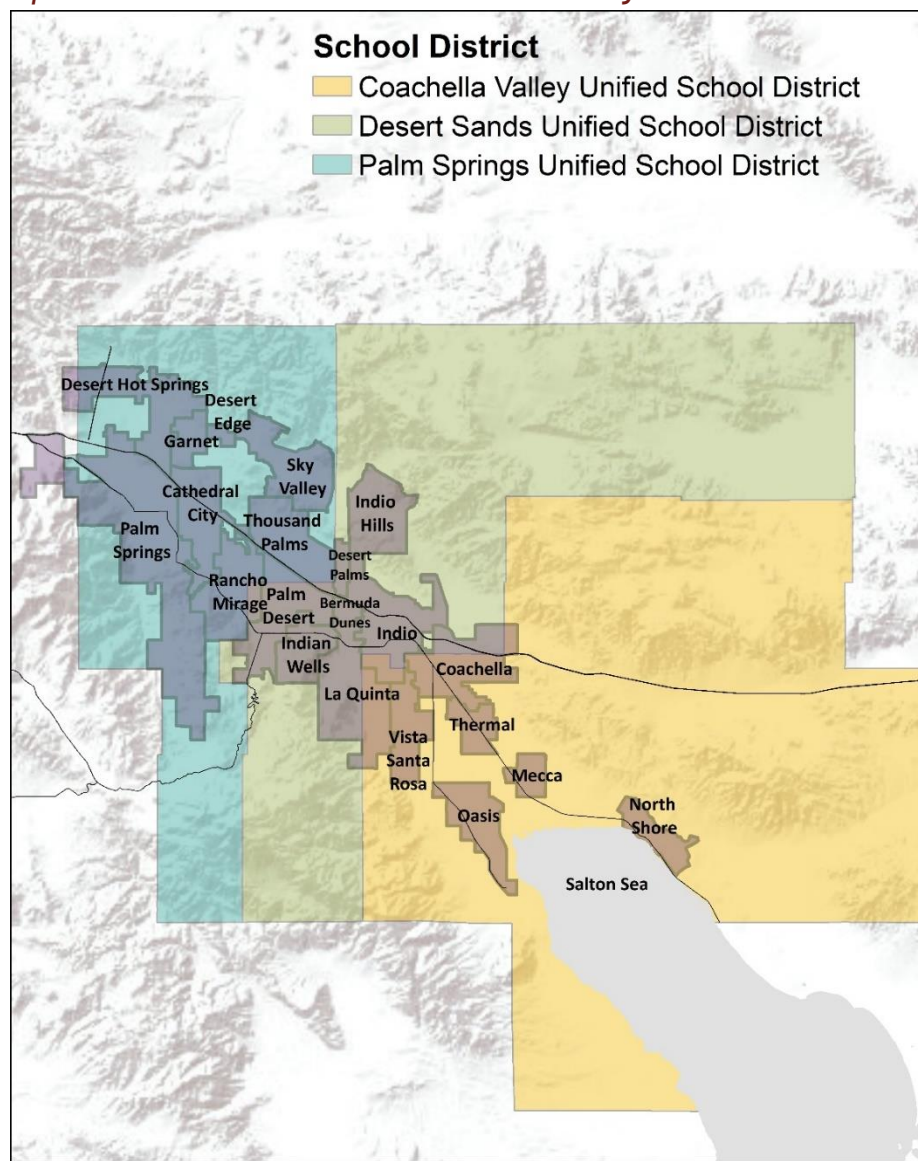 School District
Coachella Valley Unified School District
Desert Sands Unified School District
Palm Springs Unified School District
Desert Hot Springs
Desert
Edge
Garnet
Sky
Valley
Cathedral
City
Indio
Hills
Palm
Springs
Thousand
Palms
Desert
Palms
Rancho
Mirage
Palm
Desert
Bermuda
Dunes
Indio
Indian
Wells
Coachella
La Quinta
Thermal
Vista
Santa
Rosa
Mecca
Oasis
North
Shore
Salton Sea